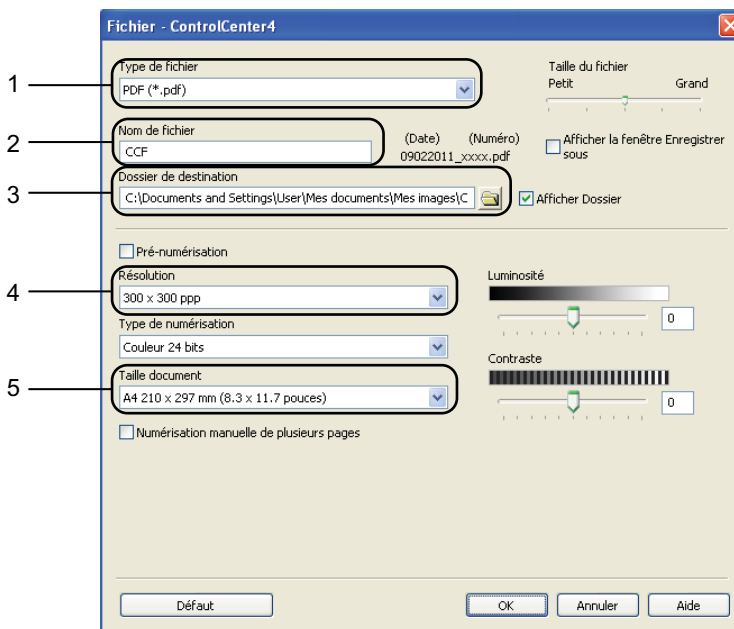 Fichier - ControlCenter4
1
Type de fichier
PDF (*.pdf)
Taille du fichier
Petit Grand
2
Nom de fichier
CCF
(Date) (Numéro)
09022011_xxxx.pdf
Afficher la fenêtre Enregistrer
sous
3
Dossier de destination
C:\Documents and Settings\User\Mes documents\Mes images\C
Afficher Dossier
Pré-numérisation
4
Résolution
300 x 300 ppp
Luminosité
0
Type de numérisation
Couleur 24 bits
5
Taille document
A4 210 x 297 mm (8.3 x 11.7 pouces)
Contraste
0
Numérisation manuelle de plusieurs pages
Défaut OK Annuler Aide